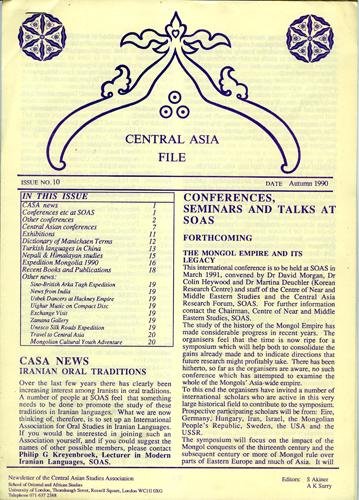 CENTRAL ASIA
FILE
ISSUE NO. 10
DATE Autumn 1990
IN THIS ISSUE
CASA news 1
Conferences etc at SOAS 1
Other conferences 2
Central Asian conferences 7
Exhibitions 11
Dictionary of Manichaen Terms 12
Turkish languages in China 13
Nepali & Himalayan studies 15
Expedition Mongolia 1990 16
Recent Books and Publications 18
Other news:
Sino-British Arka Tagh Expedition 19
News from India 19
Uzbek Dancers at Hackney Empire 19
Uighur Music on Compact Disc 19
Exchange Visit 19
Zamana Gallery 19
Unesco Silk Roads Expedition 19
Travel to Central Asia 20
Mongolian Cultural Youth Adventure 20
CASA NEWS
IRANIAN ORAL TRADITIONS
Over the last few years there has clearly been
increasing interest among Iranists in oral traditions.
A number of people at SOAS feel that something
needs to be done to promote the study of these
traditions in Iranian languages. What we are now
thinking of, therefore, is to set up an International
Association for Oral Studies in Iranian Languages.
If you would be interested in joining such an
Association yourself, and if you could suggest the
names of other possible members, please contact
Philip G Kreyenbroek, Lecturer in Modern
Iranian Languages, SOAS.
CONFERENCES,
SEMINARS AND TALKS AT
SOAS
FORTHCOMING
THE MONGOL EMPIRE AND ITS
LEGACY
This international conference is to be held at SOAS in
March 1991, convened by Dr David Morgan, Dr
Colin Heywood and Dr Martina Deuchler (Korean
Research Centre) and staff of the Centre of Near and
Middle Eastern Studies and the Central Asia
Research Forum, SOAS. For further information
contact the Chairman, Centre of Near and Middle
Eastern Studies, SOAS.
The study of the history of the Mongol Empire has
made considerable progress in recent years. The
organisers feel that the time is now ripe for a
symposium which will help both to consolidate the
gains already made and to indicate directions that
future research might profitably take. There has been
hitherto, so far as the organisers are aware, no such
conference which has attempted to examine the
whole of the Mongols' Asia-wide empire.
To this end the organisers have invited a number of
international scholars who are active in this very
large historical field to contribute to the symposium.
Prospective participating scholars will be from: Eire,
Germany, Hungary, Iran, Israel, the Mongolian
People's Republic, Sweden, the USA and the
USSR.
The symposium will focus on the impact of the
Mongol conquests of the thirteenth century and the
subsequent century or more of Mongol rule over
parts of Eastern Europe and much of Asia. It will
Newsletter of the Central Asian Studies Association
School of Oriental and African Studies
University of London, Thornhaugh Street, Russell Square, London WC1H 0XG
Telephone 071-637 2388
Editors: S Akiner
A K Surry